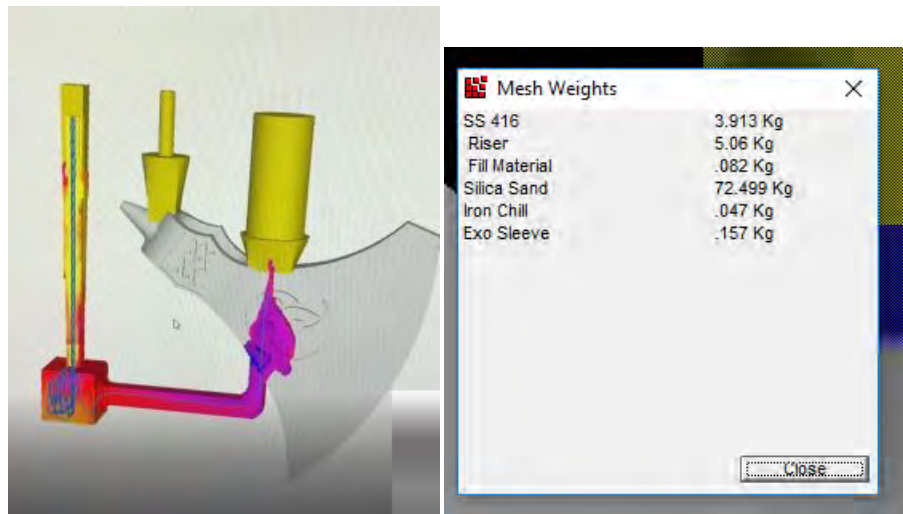 Mesh Weights
SS 416 3.913 Kg
Riser 5.06 Kg
Fill Material .082 Kg
Silica Sand 72.499 Kg
Iron Chill .047 Kg
Exo Sleeve .157 Kg
Close